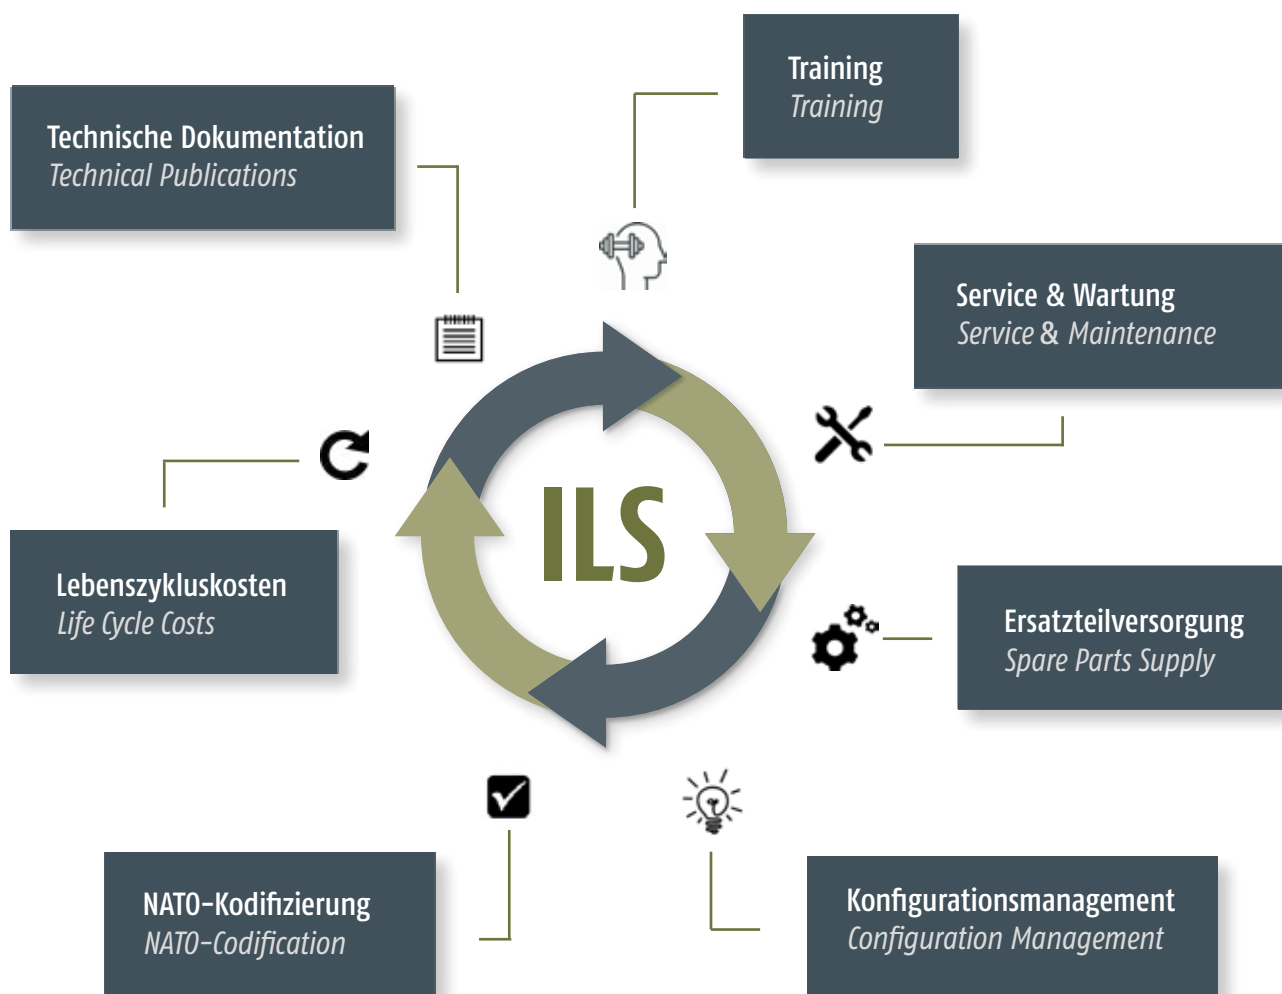 Training
Training
Technische Dokumentation
Technical Publications
Service & Wartung
Service & Maintenance
ILS
Lebenszykluskosten
Life Cycle Costs
Ersatzteilversorgung
Spare Parts Supply
NATO-Kodifizierung
NATO-Codification
Konfigurationsmanagement
Configuration Management